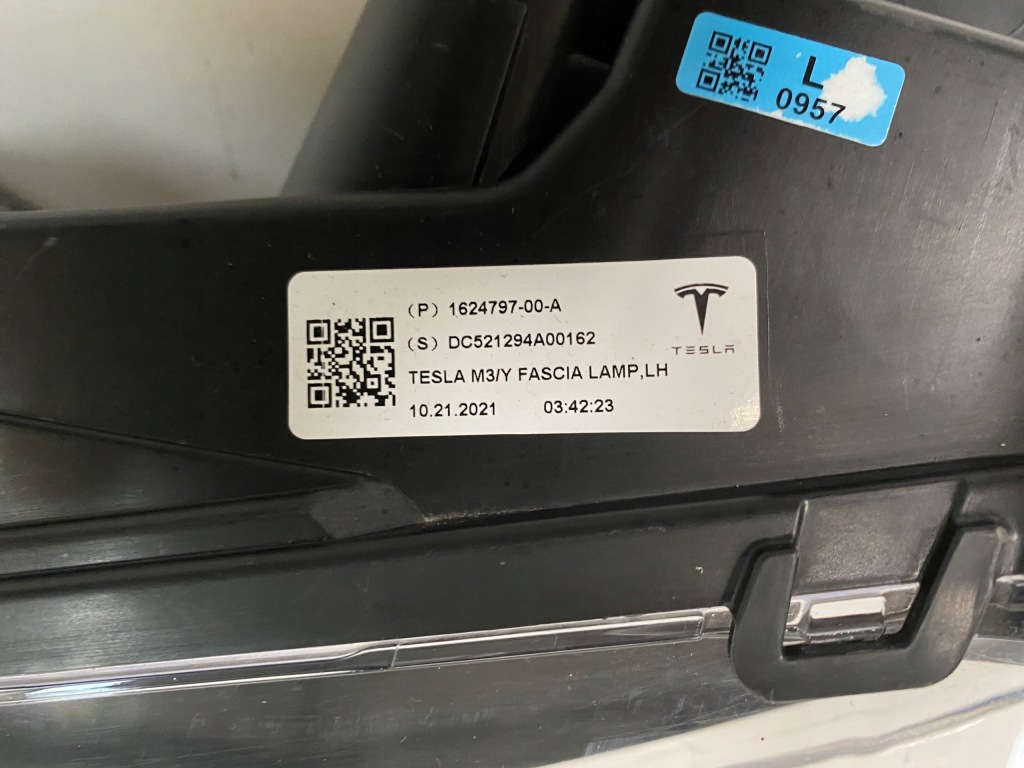 L
0957
(P) 1624797-00-A
(S) DC521294A00162
TESLA M3/Y FASCIA LAMP,LH
10.21.2021 03:42:23
TESLA